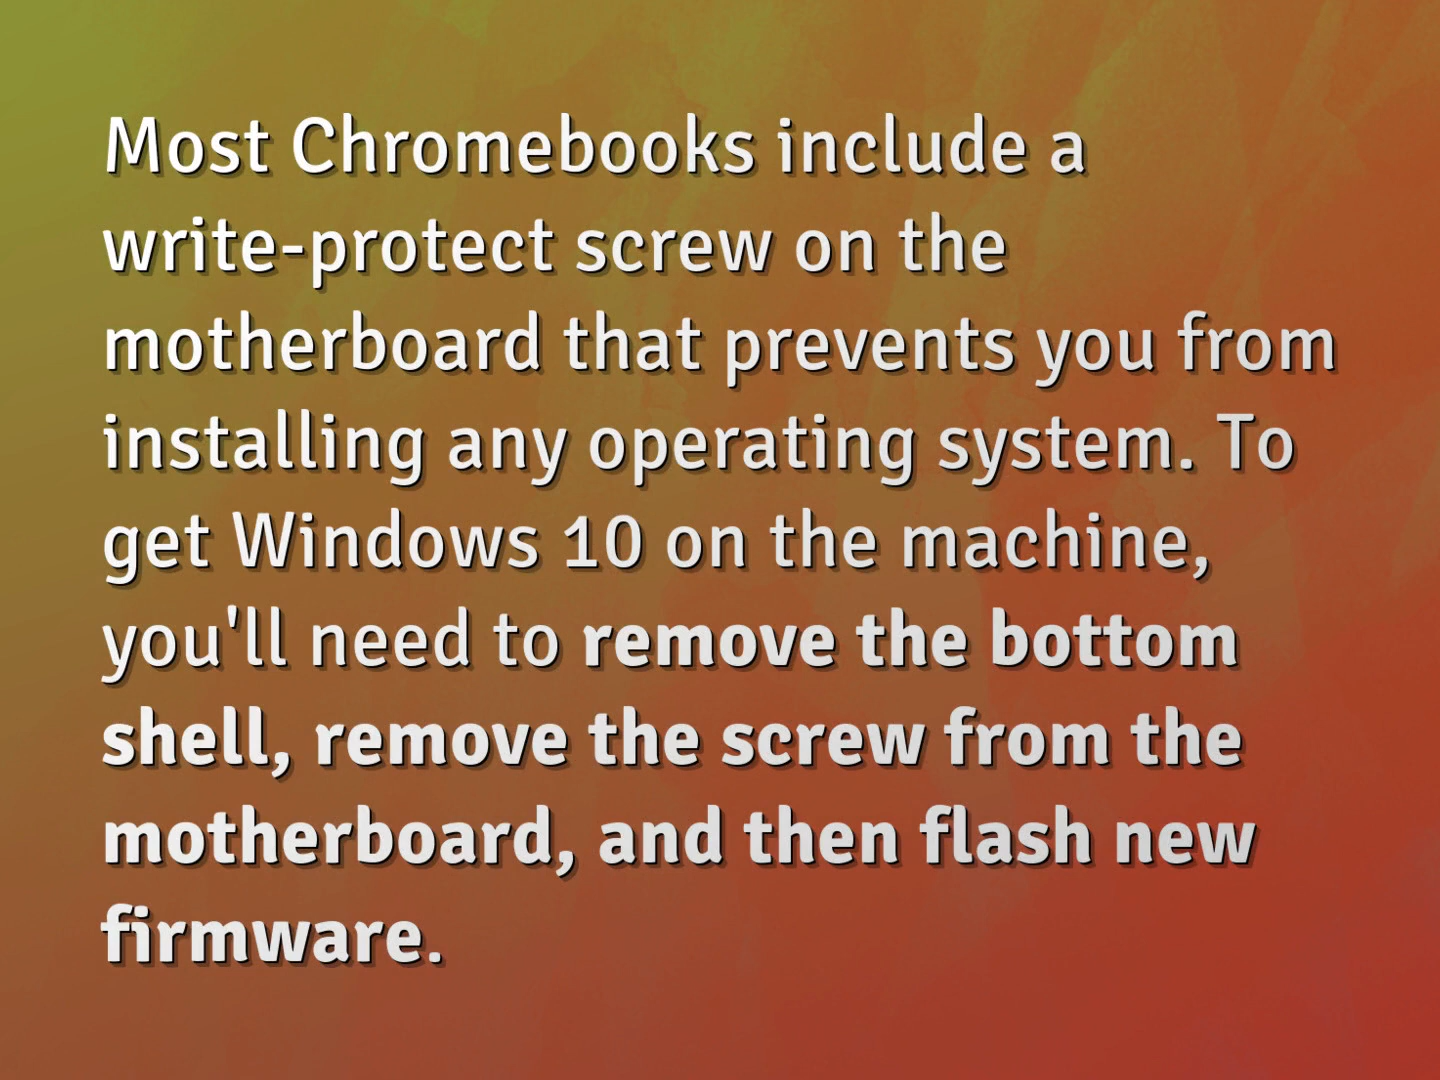 Most Chromebooks include a
write-protect screw on the
motherboard that prevents you from
installing any operating system. To
get Windows 10 on the machine,
you'll need to remove the bottom
shell, remove the screw from the
motherboard, and then flash new
firmware.